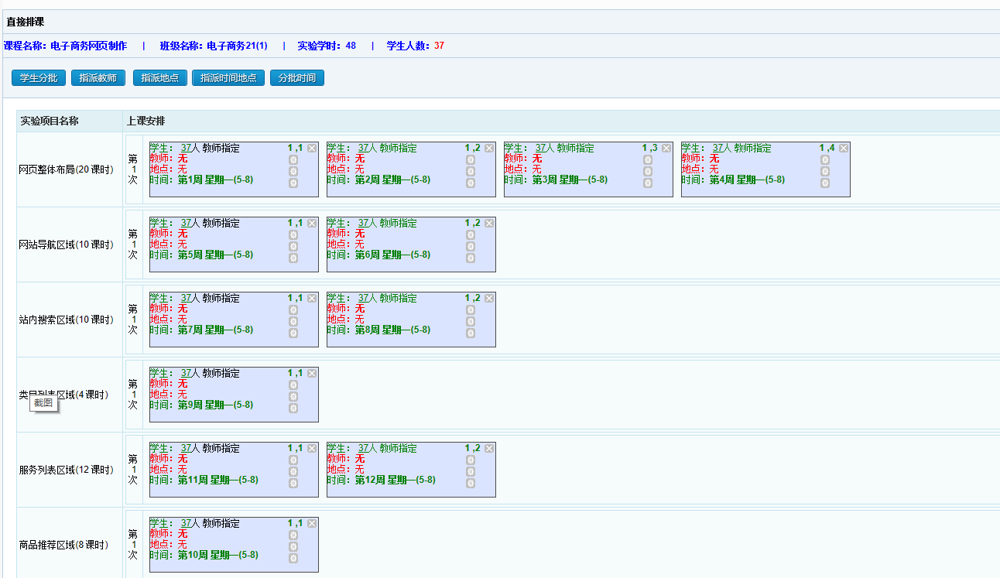 直接排课
课程名称：电子商务网页制作 | 班级名称：电子商务21(1) | 实验学时：48 | 学生人数：37
学生分批 指派教师 指派地点 指派时间地点 分批时间
实验项目名称 上课安排
网页整体布局(20 课时)
第
1
次
学生： 37人 教师指定 1 ,1
教师：无
地点：无
时间：第1周 星期一(5-8)
学生： 37人 教师指定 1 ,2
教师：无
地点：无
时间：第2周 星期一(5-8)
学生： 37人 教师指定 1 ,3
教师：无
地点：无
时间：第3周 星期一(5-8)
学生： 37人 教师指定 1 ,4
教师：无
地点：无
时间：第4周 星期一(5-8)
网站导航区域(10 课时)
第
1
次
学生： 37人 教师指定 1 ,1
教师：无
地点：无
时间：第5周 星期一(5-8)
学生： 37人 教师指定 1 ,2
教师：无
地点：无
时间：第6周 星期一(5-8)
站内搜索区域(10 课时)
第
1
次
学生： 37人 教师指定 1 ,1
教师：无
地点：无
时间：第7周 星期一(5-8)
学生： 37人 教师指定 1 ,2
教师：无
地点：无
时间：第8周 星期一(5-8)
类目列表区域(4 课时)
截图
第
1
次
学生： 37人 教师指定 1 ,1
教师：无
地点：无
时间：第9周 星期一(5-8)
服务列表区域(12 课时)
第
1
次
学生： 37人 教师指定 1 ,1
教师：无
地点：无
时间：第11周 星期一(5-8)
学生： 37人 教师指定 1 ,2
教师：无
地点：无
时间：第12周 星期一(5-8)
商品推荐区域(8 课时)
第
1
次
学生： 37人 教师指定 1 ,1
教师：无
地点：无
时间：第10周 星期一(5-8)